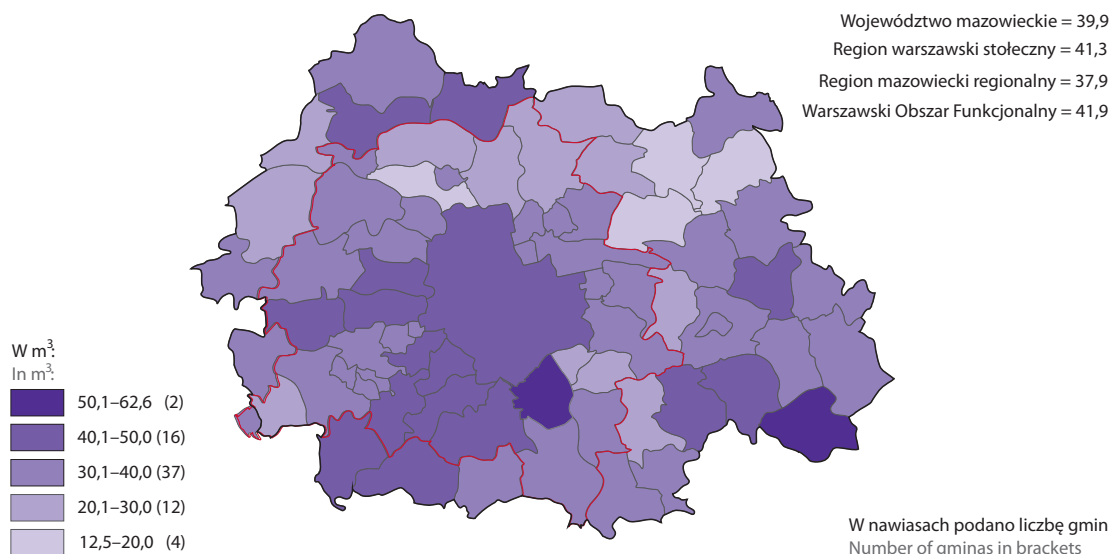 Województwo mazowieckie = 39,9
Region warszawski stołeczny = 41,3
Region mazowiecki regionalny = 37,9
Warszawski Obszar Funkcjonalny = 41,9
W m³:
In m³:
50,1–62,6 (2)
40,1–50,0 (16)
30,1–40,0 (37)
20,1–30,0 (12)
12,5–20,0 (4)
W nawiasach podano liczbę gmin
Number of gminas in brackets